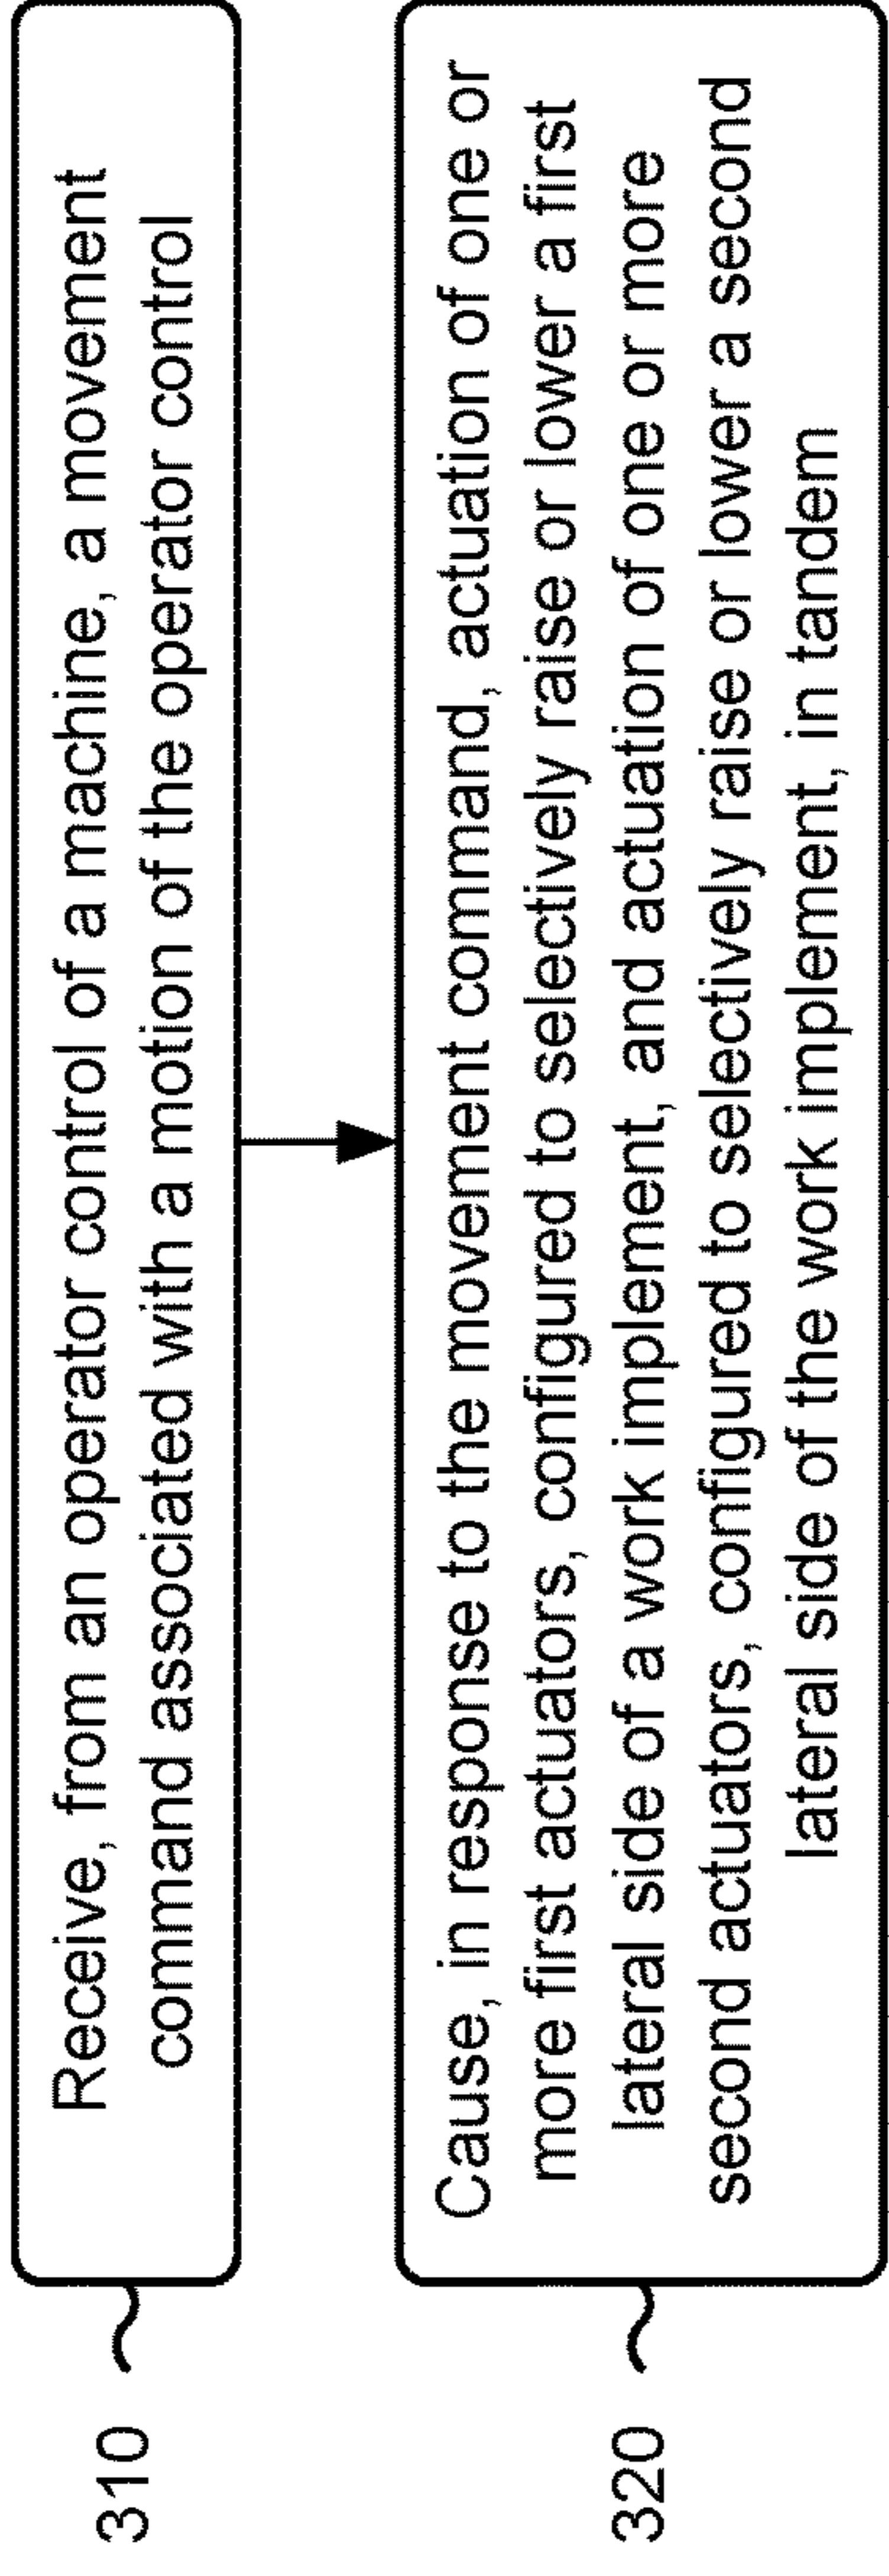 310
Receive, from an operator control of a machine, a movement
command associated with a motion of the operator control
320
Cause, in response to the movement command, actuation of one or
more first actuators, configured to selectively raise or lower a first
lateral side of a work implement, and actuation of one or more
second actuators, configured to selectively raise or lower a second
lateral side of the work implement, in tandem